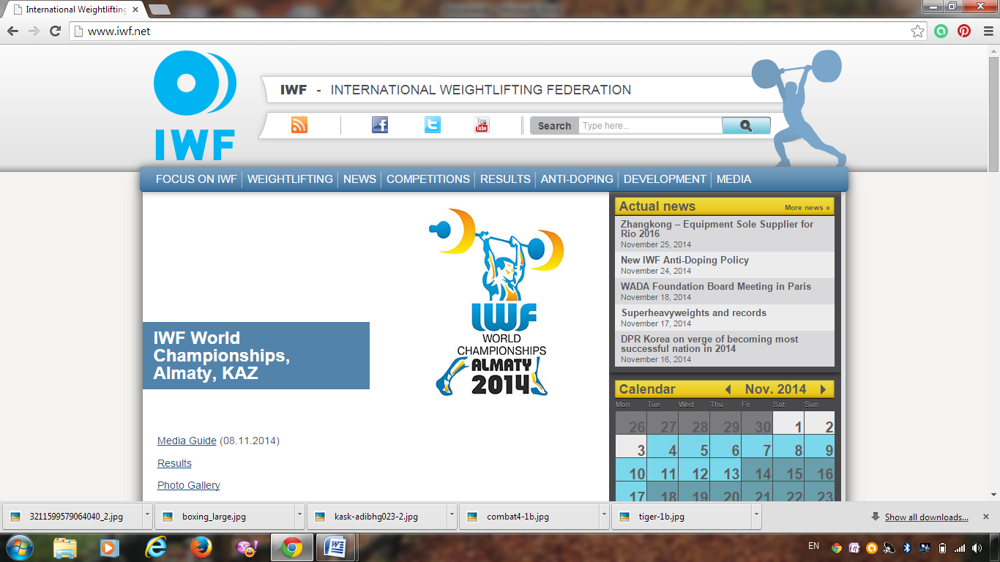 International Weightlifting
www.iwf.net
IWF - INTERNATIONAL WEIGHTLIFTING FEDERATION
You Tube
Search Type here...
IWF
FOCUS ON IWF WEIGHTLIFTING NEWS COMPETITIONS RESULTS ANTI-DOPING DEVELOPMENT MEDIA
IWF
WORLD
CHAMPIONSHIPS
ALMATY
2014
IWF World
Championships,
Almaty, KAZ
Media Guide (08.11.2014)
Results
Photo Gallery
Actual news More news »
Zhangkong – Equipment Sole Supplier for
Rio 2016
November 25, 2014
New IWF Anti-Doping Policy
November 24, 2014
WADA Foundation Board Meeting in Paris
November 18, 2014
Superheavyweights and records
November 17, 2014
DPR Korea on verge of becoming most
successful nation in 2014
November 16, 2014
Calendar Nov. 2014
Mon Tue Wed Thu Fri Sat Sun
26 27 28 29 30 1 2
3 4 5 6 7 8 9
10 11 12 13 14 15 16
17 18 19 20 21 22 23
3211599579064040_2.jpg boxing_large.jpg kask-adibhg023-2.jpg combat4-1b.jpg tiger-1b.jpg Show all downloads...
EN